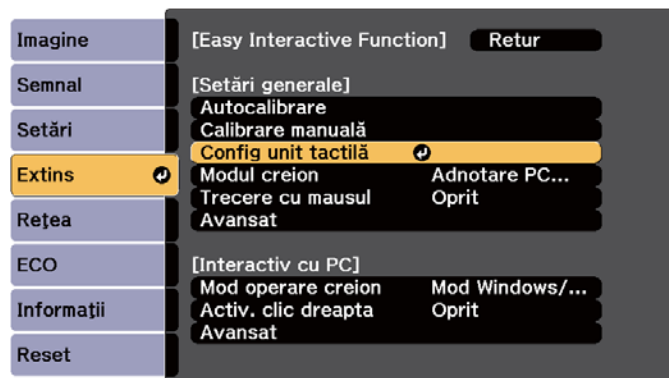 Imagine
Semnal
Setări
Extins
Reţea
ECO
Informaţii
Reset
[Easy Interactive Function] Retur
[Setări generale]
Autocalibrare
Calibrare manuală
Config unit tactilă
Modul creion Adnotare PC...
Trecere cu mausul Oprit
Avansat
[Interactiv cu PC]
Mod operare creion Mod Windows/...
Activ. clic dreapta Oprit
Avansat